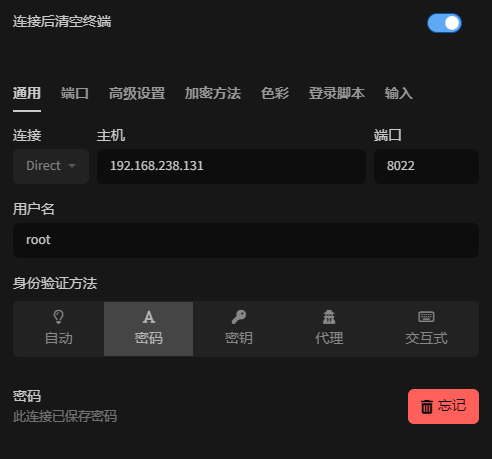 连接后清空终端
通用 端口 高级设置 加密方法 色彩 登录脚本 输入
连接 主机 端口
Direct 192.168.238.131 8022
用户名
root
身份验证方法
自动 密码 密钥 代理 交互式
密码
此连接已保存密码
忘记